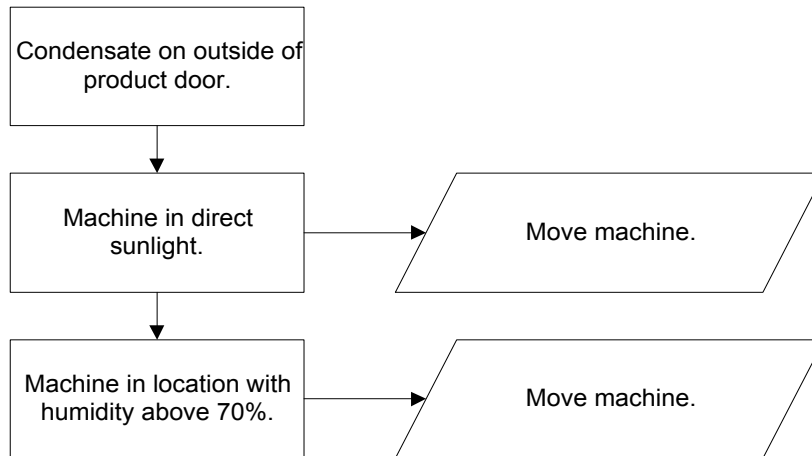 Condensate on outside of
product door.
Machine in direct
sunlight.
Move machine.
Machine in location with
humidity above 70%.
Move machine.